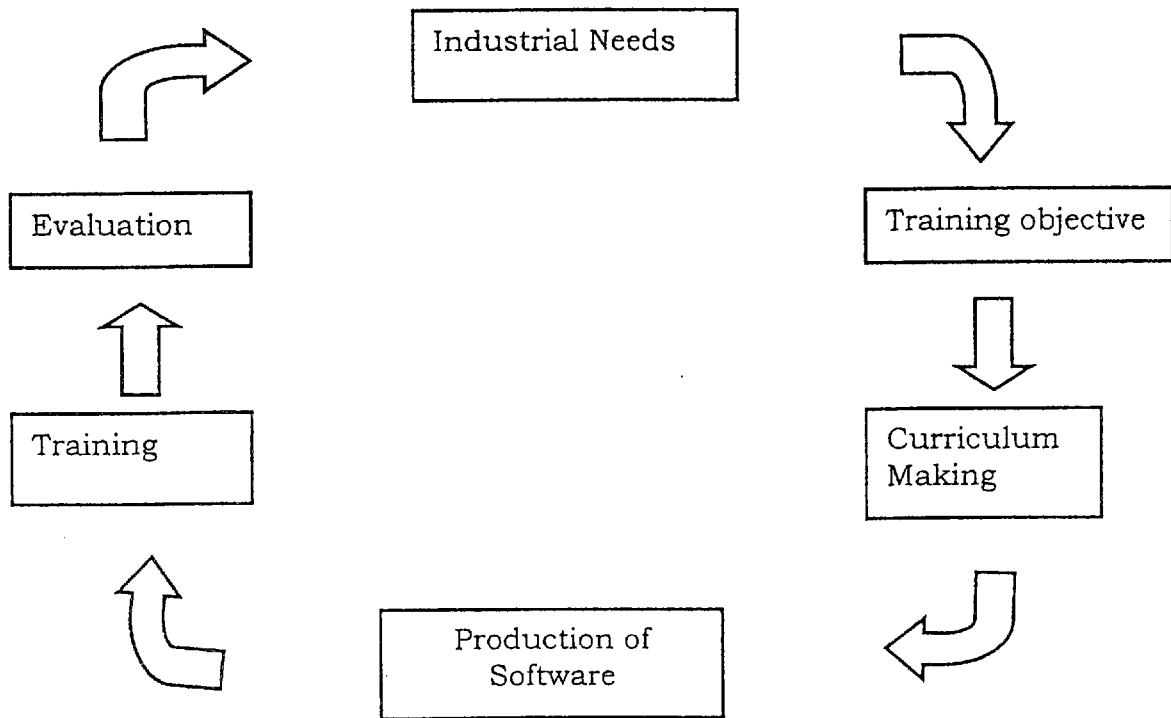 Industrial Needs
Evaluation
Training objective
Training
Curriculum
Making
Production of
Software